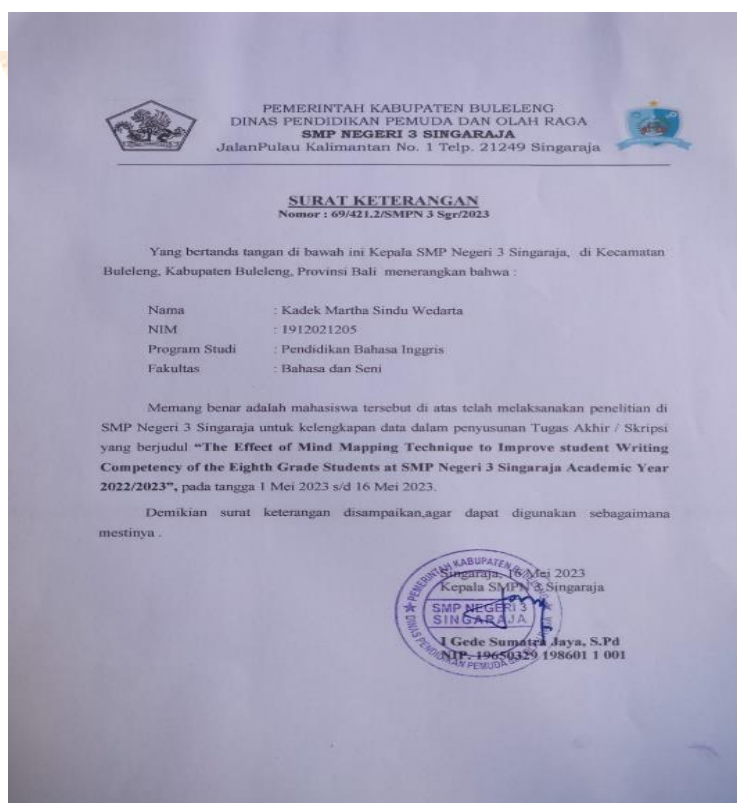 PEMERINTAH KABUPATEN BULELENG
DINAS PENDIDIKAN PEMUDA DAN OLAH RAGA
SMP NEGERI 3 SINGARAJA
JalanPulau Kalimantan No. 1 Telp. 21249 Singaraja
SURAT KETERANGAN
Nomor : 69/421.2/SMPN 3 Sgr/2023
Yang bertanda tangan di bawah ini Kepala SMP Negeri 3 Singaraja, di Kecamatan
Buleleng, Kabupaten Buleleng, Provinsi Bali menerangkan bahwa :
Nama : Kadek Martha Sindu Wedarta
NIM : 1912021205
Program Studi : Pendidikan Bahasa Inggris
Fakultas : Bahasa dan Seni
Memang benar adalah mahasiswa tersebut di atas telah melaksanakan penelitian di
SMP Negeri 3 Singaraja untuk kelengkapan data dalam penyusunan Tugas Akhir / Skripsi
yang berjudul “The Effect of Mind Mapping Technique to Improve student Writing
Competency of the Eighth Grade Students at SMP Negeri 3 Singaraja Academic Year
2022/2023”, pada tangga 1 Mei 2023 s/d 16 Mei 2023.
Demikian surat keterangan disampaikan,agar dapat digunakan sebagaimana
mestinya .
Singaraja, 16 Mei 2023
Kepala SMPN 3 Singaraja
PEMERINTAH KABUPATEN
SMP NEGERI 3
SINGARAJA
DINAS PENDIDIKAN PEMUDA
I Gede Sumatra Jaya, S.Pd
NIP. 19650329 198601 1 001